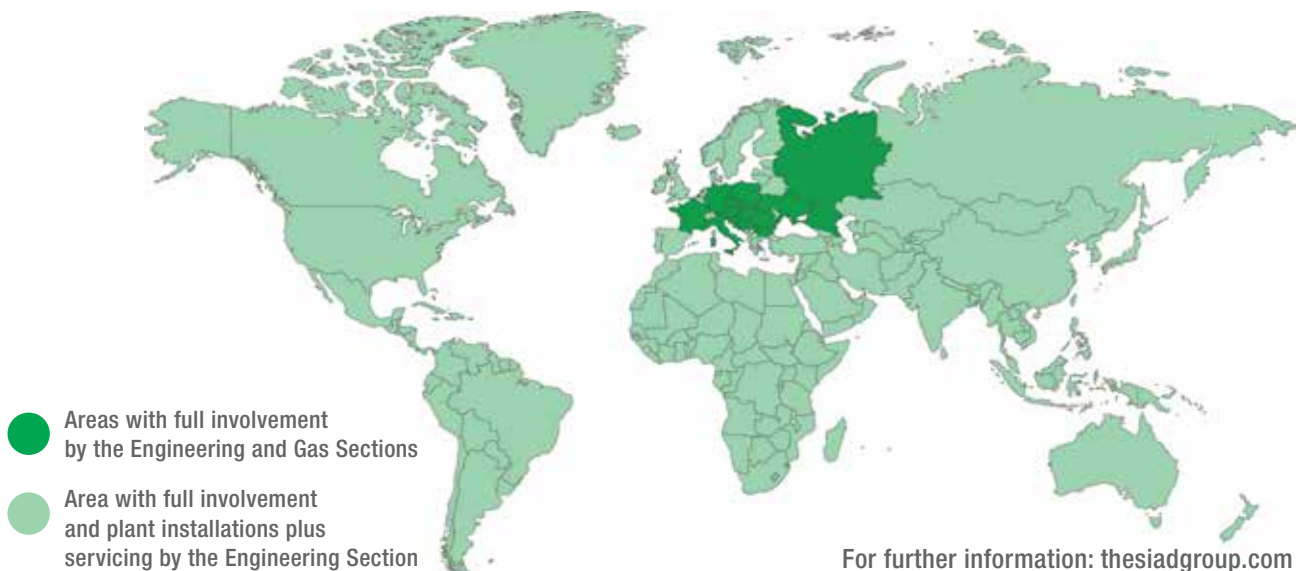 Areas with full involvement
by the Engineering and Gas Sections
Area with full involvement
and plant installations plus
servicing by the Engineering Section
For further information: thesiadgroup.com